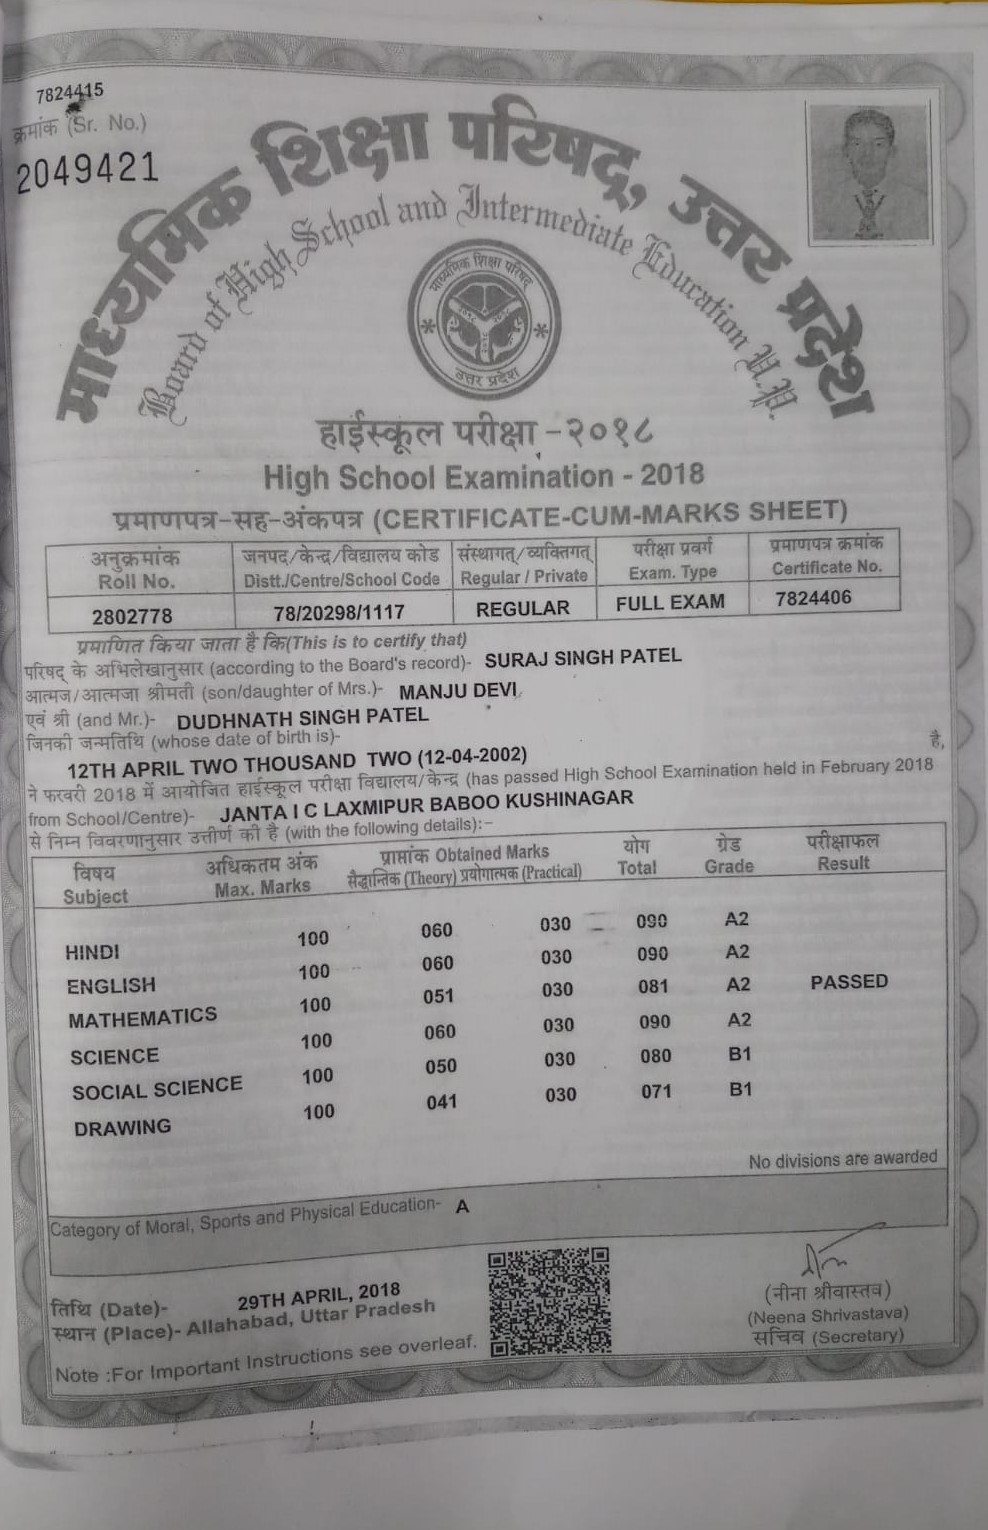 7824415
क्रमांक (Sr. No.)
2049421
माध्यमिक शिक्षा परिषद्, उत्तर प्रदेश
Board of High School and Intermediate Education U.P.
माध्यमिक शिक्षा परिषद्
उत्तर प्रदेश
हाईस्कूल परीक्षा -२०१८
High School Examination - 2018
प्रमाणपत्र-सह-अंकपत्र (CERTIFICATE-CUM-MARKS SHEET)
अनुक्रमांक जनपद/केन्द्र/विद्यालय कोड संस्थागत्/व्यक्तिगत् परीक्षा प्रवर्ग प्रमाणपत्र क्रमांक
Roll No. Distt./Centre/School Code Regular / Private Exam. Type Certificate No.
2802778 78/20298/1117 REGULAR FULL EXAM 7824406
प्रमाणित किया जाता है कि(This is to certify that)
परिषद् के अभिलेखानुसार (according to the Board's record)- SURAJ SINGH PATEL
आत्मज/आत्मजा श्रीमती (son/daughter of Mrs.)- MANJU DEVI
एवं श्री (and Mr.)- DUDHNATH SINGH PATEL
जिनकी जन्मतिथि (whose date of birth is)-
12TH APRIL TWO THOUSAND TWO (12-04-2002) है,
ने फरवरी 2018 में आयोजित हाईस्कूल परीक्षा विद्यालय/केन्द्र (has passed High School Examination held in February 2018
from School/Centre)- JANTA I C LAXMIPUR BABOO KUSHINAGAR
से निम्न विवरणानुसार उत्तीर्ण की है (with the following details):-
विषय अधिकतम अंक प्राप्तांक Obtained Marks योग ग्रेड परीक्षाफल
Subject Max. Marks सैद्धान्तिक (Theory) प्रयोगात्मक (Practical) Total Grade Result
HINDI 100 060 030 090 A2
ENGLISH 100 060 030 090 A2
MATHEMATICS 100 051 030 081 A2 PASSED
SCIENCE 100 060 030 090 A2
SOCIAL SCIENCE 100 050 030 080 B1
DRAWING 100 041 030 071 B1
No divisions are awarded
Category of Moral, Sports and Physical Education- A
तिथि (Date)- 29TH APRIL, 2018
स्थान (Place)- Allahabad, Uttar Pradesh
Note :For Important Instructions see overleaf.
(नीना श्रीवास्तव)
(Neena Shrivastava)
सचिव (Secretary)